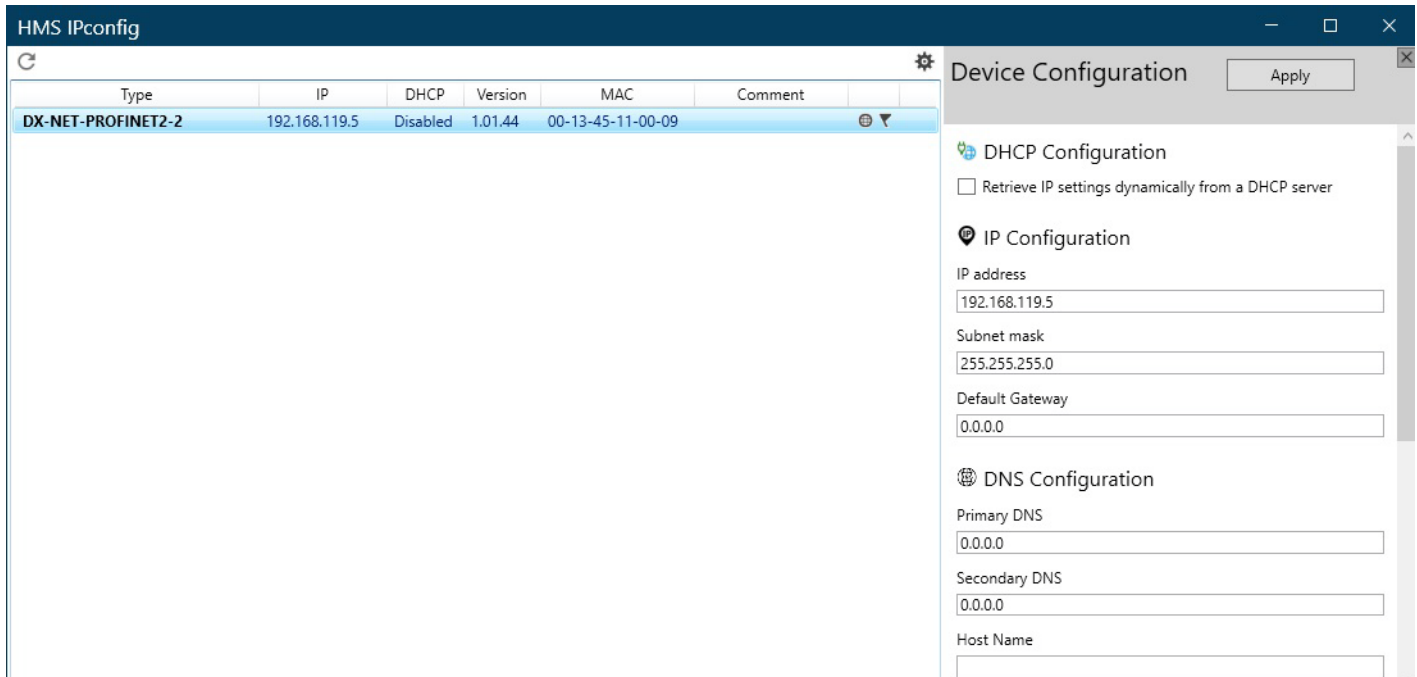 HMS IPconfig
Device Configuration
Apply
Type IP DHCP Version MAC Comment
DX-NET-PROFINET2-2 192.168.119.5 Disabled 1.01.44 00-13-45-11-00-09
DHCP Configuration
Retrieve IP settings dynamically from a DHCP server
IP
IP Configuration
IP address
192.168.119.5
Subnet mask
255.255.255.0
Default Gateway
0.0.0.0
DNS Configuration
Primary DNS
0.0.0.0
Secondary DNS
0.0.0.0
Host Name